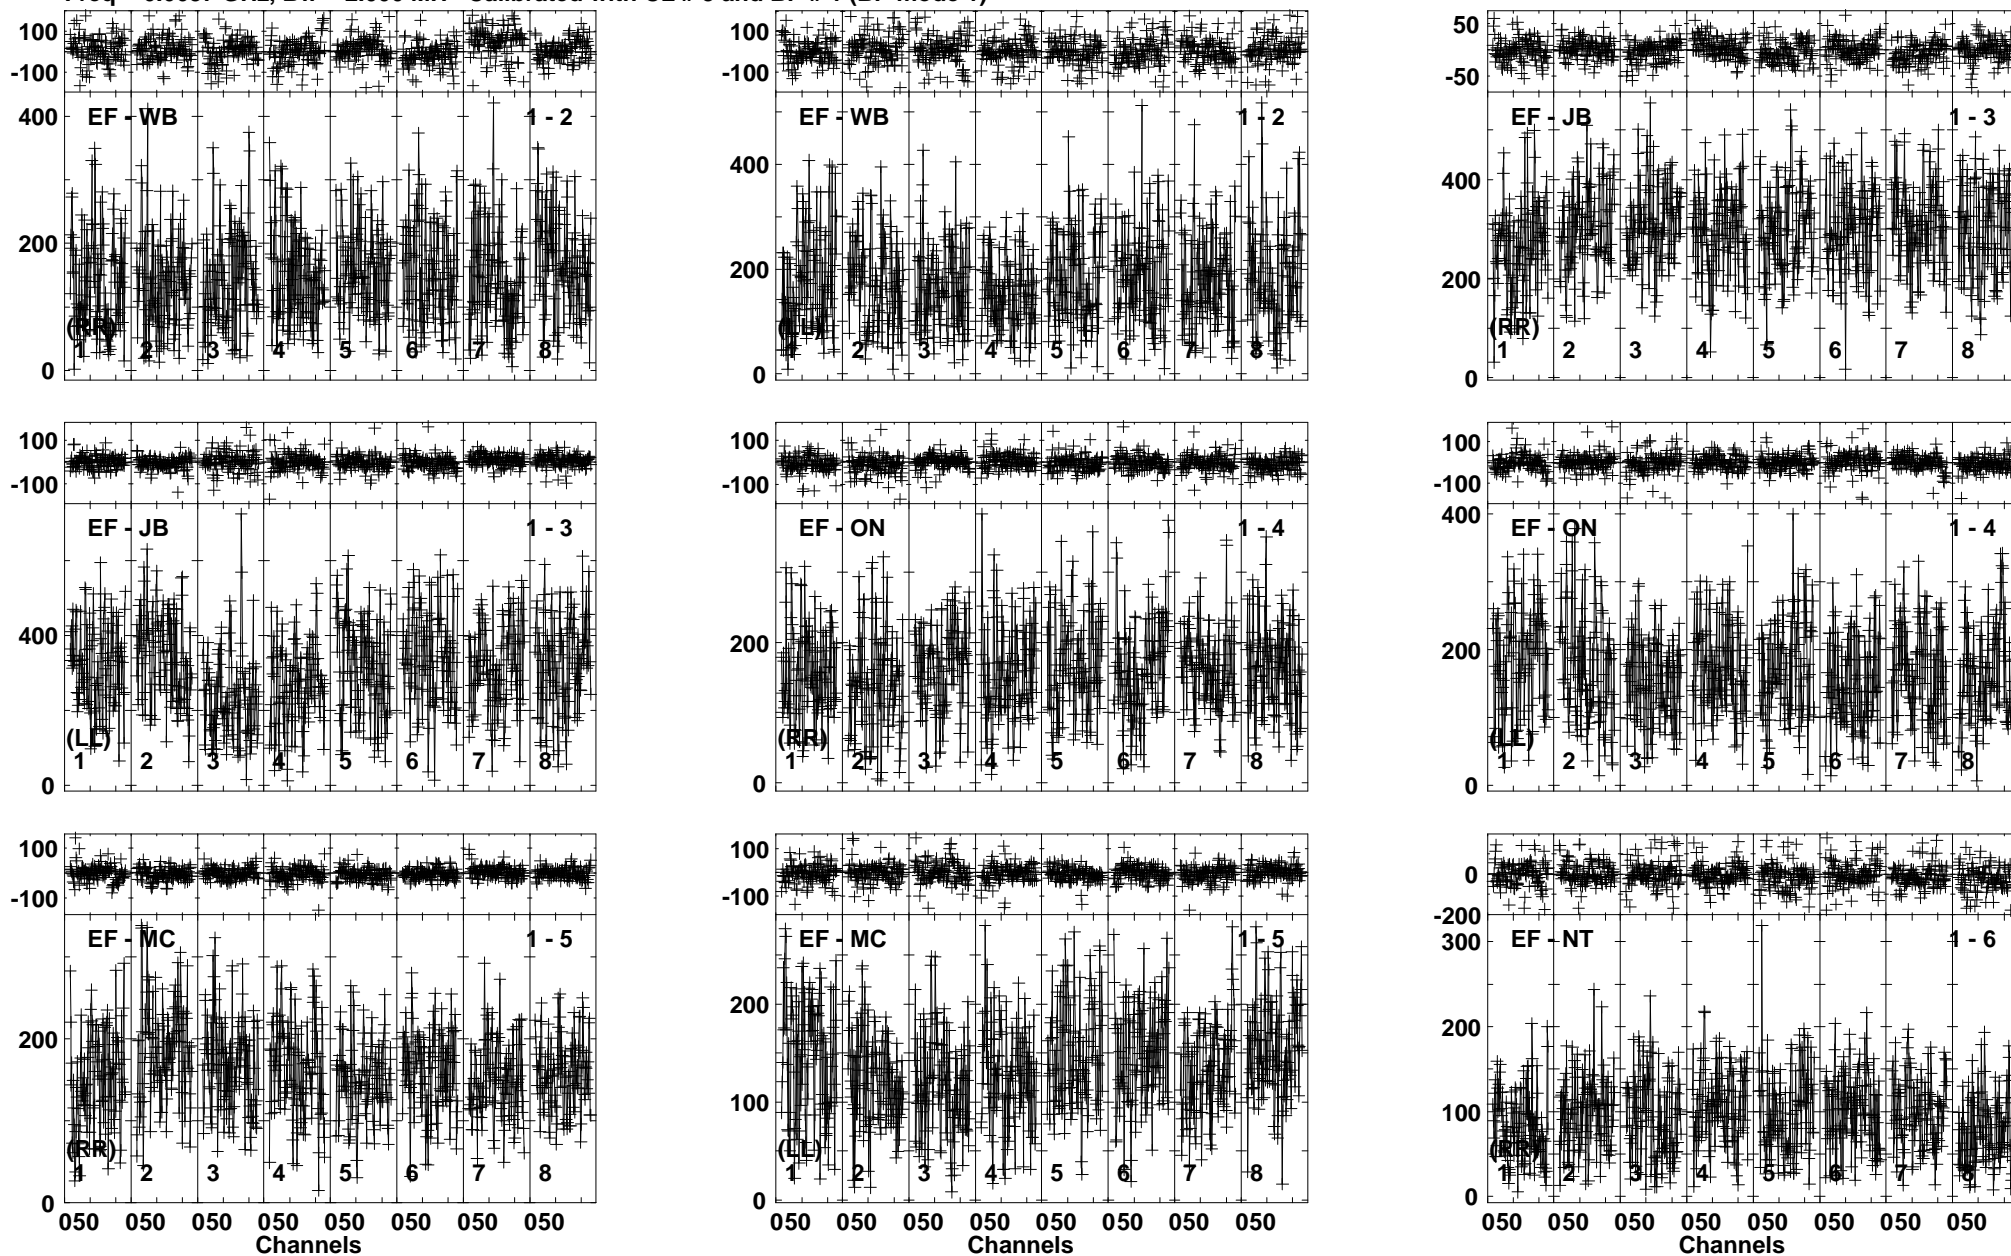 100 100 50
-100 -100 -50
EF - WB 1 - 2 EF - WB 1 - 2 EF - JB 1 - 3
400 400 400
200 200 200
(RR) (LL) (RR)
1 2 3 4 5 6 7 8 1 2 3 4 5 6 7 8 1 2 3 4 5 6 7 8
0 0 0
100 100 100
-100 -100 -100
EF - JB 1 - 3 EF - ON 1 - 4 EF - ON 1 - 4
400
400 200 200
(LL) (RR) (LL)
1 2 3 4 5 6 7 8 1 2 3 4 5 6 7 8 1 2 3 4 5 6 7 8
0 0 0
100 100 0
-100 -100 -200
EF - MC 1 - 5 EF - MC 1 - 5 EF - NT 1 - 6
300
200 200 200
100 100
(RR) (LL) (RR)
1 2 3 4 5 6 7 8 1 2 3 4 5 6 7 8 1 2 3 4 5 6 7 8
0 0 0
050 050 050 050 050 050 050 050 050 050 050 050 050 050 050 050 050 050 050 050 050 050 050 050
Channels Channels Channels